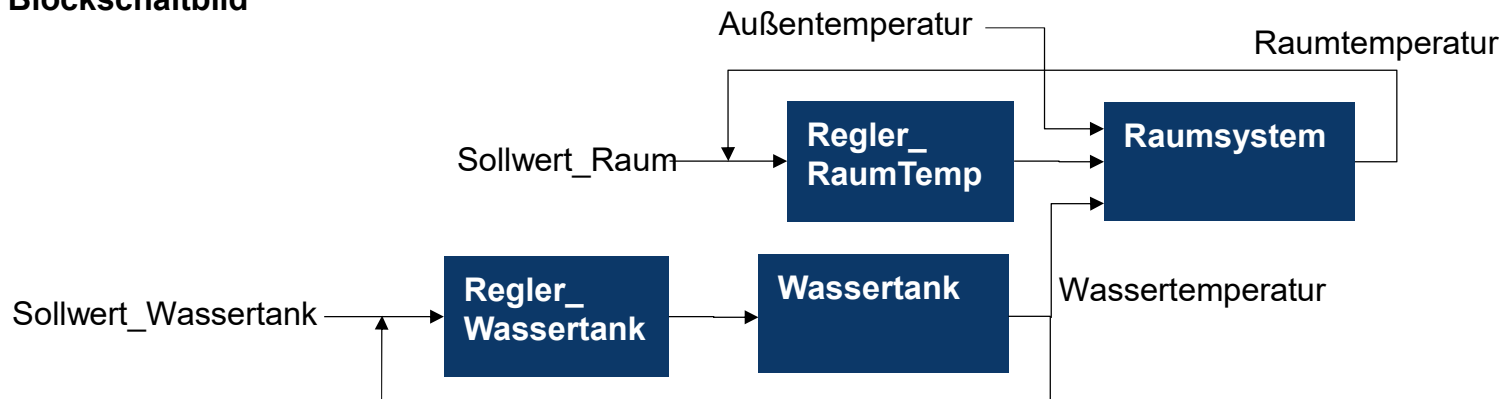 Blockschaltbild
Außentemperatur
Raumtemperatur
Regler_
RaumTemp
Raumsystem
Sollwert_Raum
Regler_
Wassertank
Wassertank
Wassertemperatur
Sollwert_Wassertank